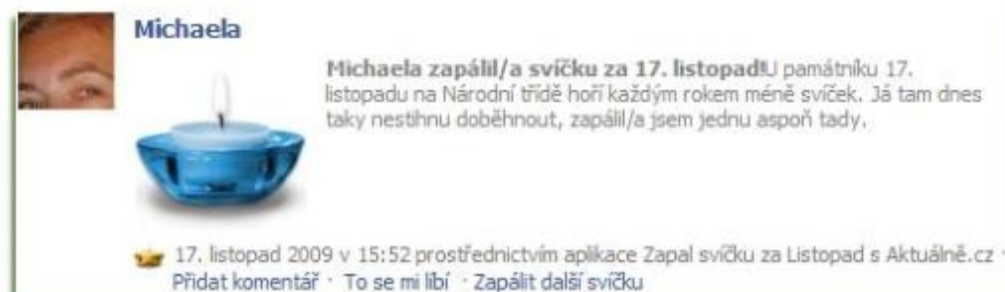 Michaela
Michaela zapálil/a svíčku za 17. listopad!U památníku 17.
listopadu na Národní třídě hoří každým rokem méně svíček. Já tam dnes
taky nestihnu doběhnout, zapálil/a jsem jednu aspoň tady.
17. listopad 2009 v 15:52 prostřednictvím aplikace Zapal svíčku za Listopad s Aktuálně.cz ·
Přidat komentář · To se mi líbí · Zapálit další svíčku